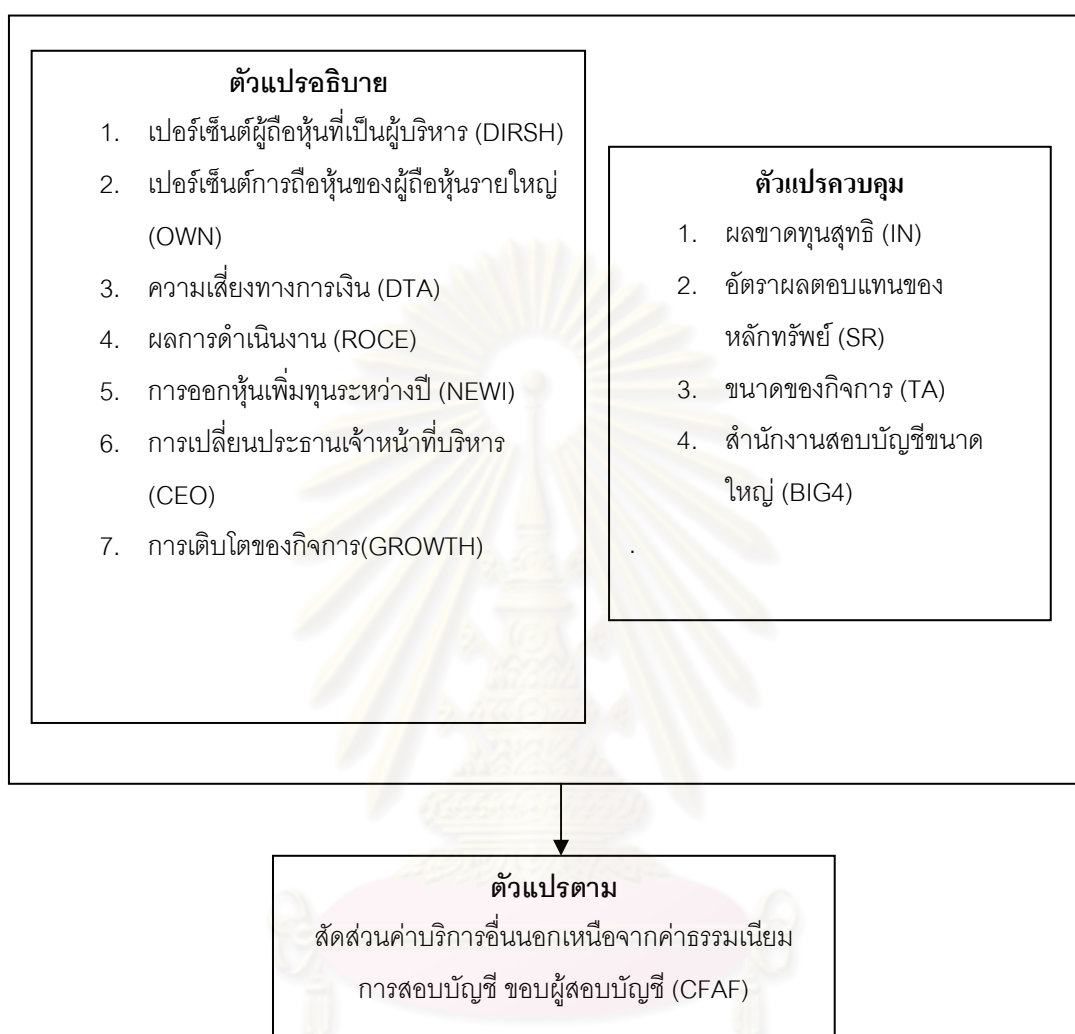 ตัวแปรอธิบาย
1. เปอร์เซ็นต์ผู้ถือหุ้นที่เป็นผู้บริหาร (DIRSH)
2. เปอร์เซ็นต์การถือหุ้นของผู้ถือหุ้นรายใหญ่
(OWN)
3. ความเสี่ยงทางการเงิน (DTA)
4. ผลการดำเนินงาน (ROCE)
5. การออกหุ้นเพิ่มทุนระหว่างปี (NEWI)
6. การเปลี่ยนประธานเจ้าหน้าที่บริหาร
(CEO)
7. การเติบโตของกิจการ(GROWTH)
ตัวแปรควบคุม
1. ผลขาดทุนสุทธิ (IN)
2. อัตราผลตอบแทนของ
หลักทรัพย์ (SR)
3. ขนาดของกิจการ (TA)
4. สำนักงานสอบบัญชีขนาด
ใหญ่ (BIG4)
.
ตัวแปรตาม
สัดส่วนค่าบริการอื่นนอกเหนือจากค่าธรรมเนียม
การสอบบัญชี ขอบผู้สอบบัญชี (CFAF)